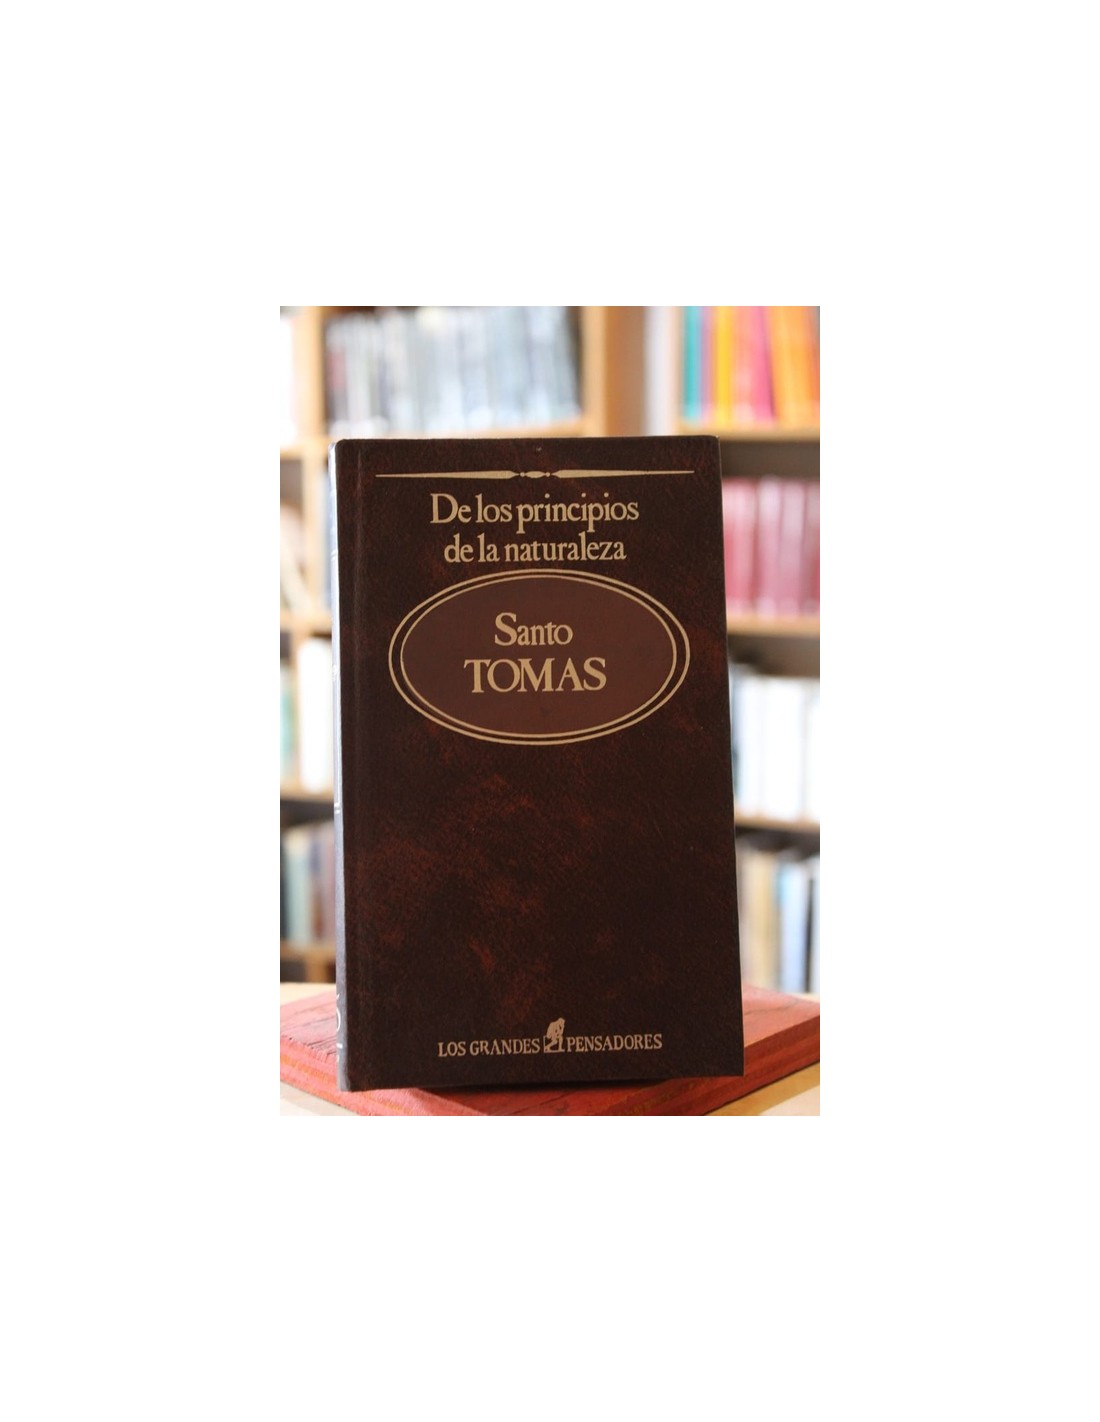 De los principios
de la naturaleza
Santo
TOMAS
LOS GRANDES PENSADORES